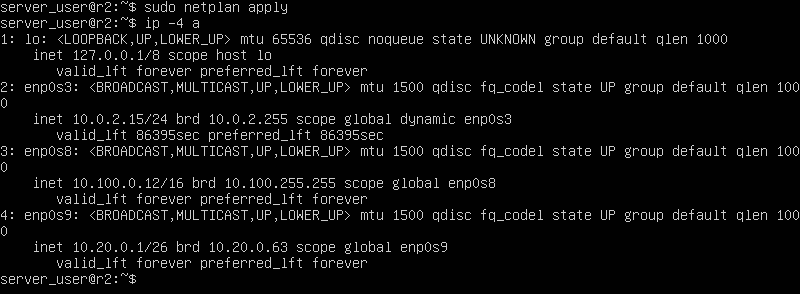 server_user@r2:~$ sudo netplan apply
server_user@r2:~$ ip -4 a
1: lo: <LOOPBACK,UP,LOWER_UP> mtu 65536 qdisc noqueue state UNKNOWN group default qlen 1000
    inet 127.0.0.1/8 scope host lo
       valid_lft forever preferred_lft forever
2: enp0s3: <BROADCAST,MULTICAST,UP,LOWER_UP> mtu 1500 qdisc fq_codel state UP group default qlen 100
0
    inet 10.0.2.15/24 brd 10.0.2.255 scope global dynamic enp0s3
       valid_lft 86395sec preferred_lft 86395sec
3: enp0s8: <BROADCAST,MULTICAST,UP,LOWER_UP> mtu 1500 qdisc fq_codel state UP group default qlen 100
0
    inet 10.100.0.12/16 brd 10.100.255.255 scope global enp0s8
       valid_lft forever preferred_lft forever
4: enp0s9: <BROADCAST,MULTICAST,UP,LOWER_UP> mtu 1500 qdisc fq_codel state UP group default qlen 100
0
    inet 10.20.0.1/26 brd 10.20.0.63 scope global enp0s9
       valid_lft forever preferred_lft forever
server_user@r2:~$